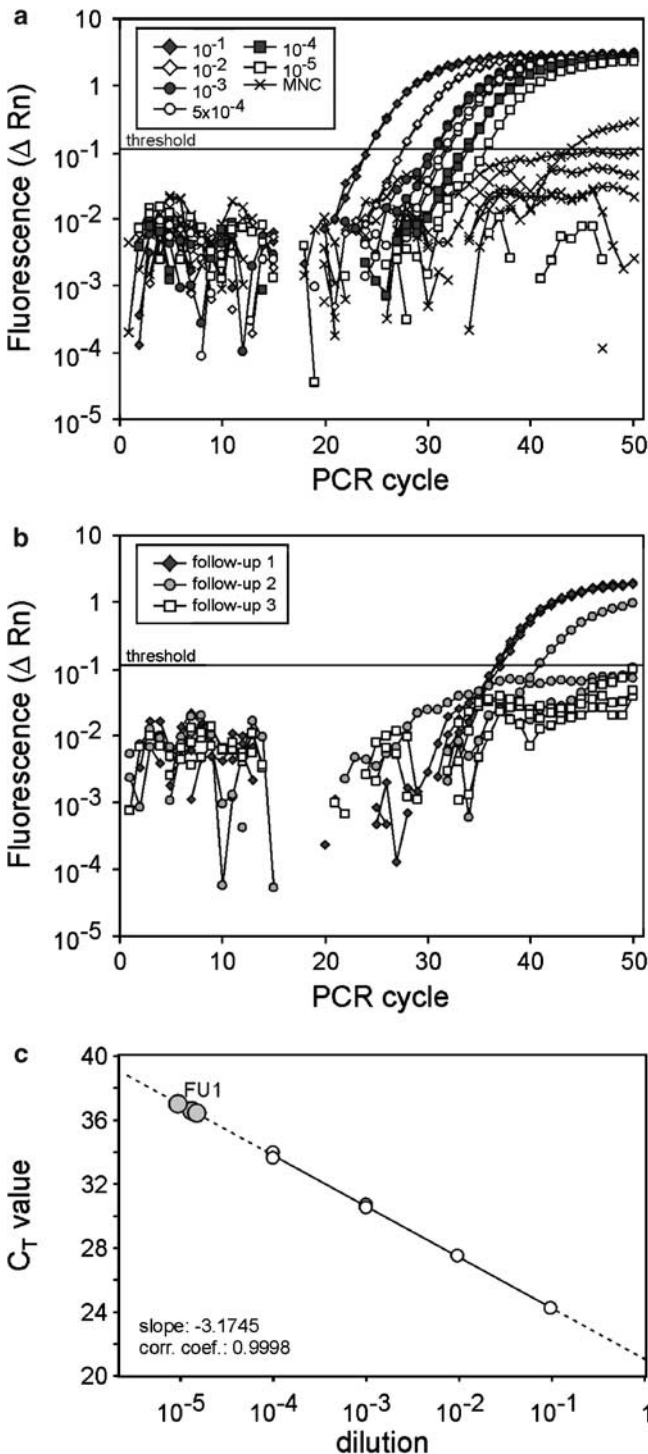 a
10
1
10⁻¹
10⁻²
10⁻³
10⁻⁴
10⁻⁵
Fluorescence (Δ Rn)
10⁻¹
10⁻²
10⁻³
5x10⁻⁴
10⁻⁴
10⁻⁵
MNC
threshold
0 10 20 30 40 50
PCR cycle
b
10
1
10⁻¹
10⁻²
10⁻³
10⁻⁴
10⁻⁵
Fluorescence (Δ Rn)
follow-up 1
follow-up 2
follow-up 3
threshold
0 10 20 30 40 50
PCR cycle
c
40
36
32
28
24
20
C_T value
FU1
slope: -3.1745
corr. coef.: 0.9998
10⁻⁵ 10⁻⁴ 10⁻³ 10⁻² 10⁻¹ 1
dilution